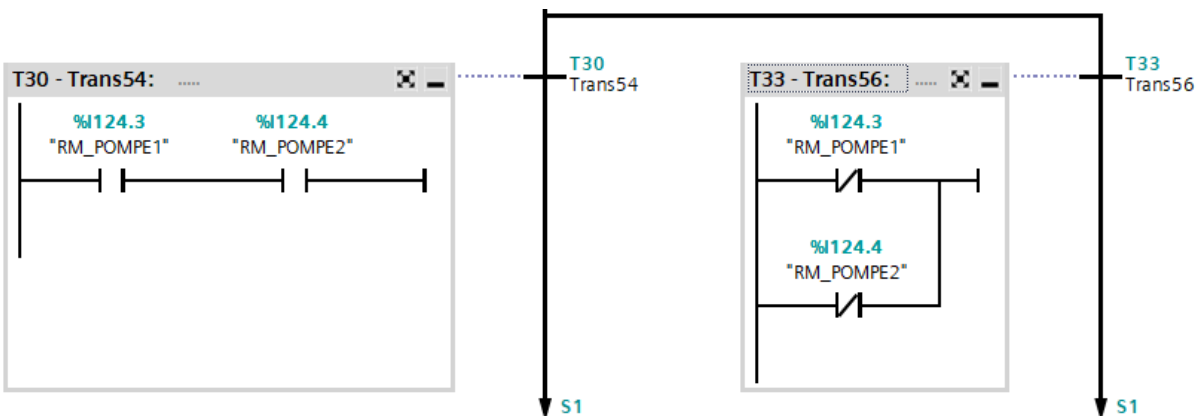 T30 - Trans54: .....
%I124.3
"RM_POMPE1"
%I124.4
"RM_POMPE2"
T30
Trans54
S1
T33 - Trans56: .....
%I124.3
"RM_POMPE1"
%I124.4
"RM_POMPE2"
T33
Trans56
S1